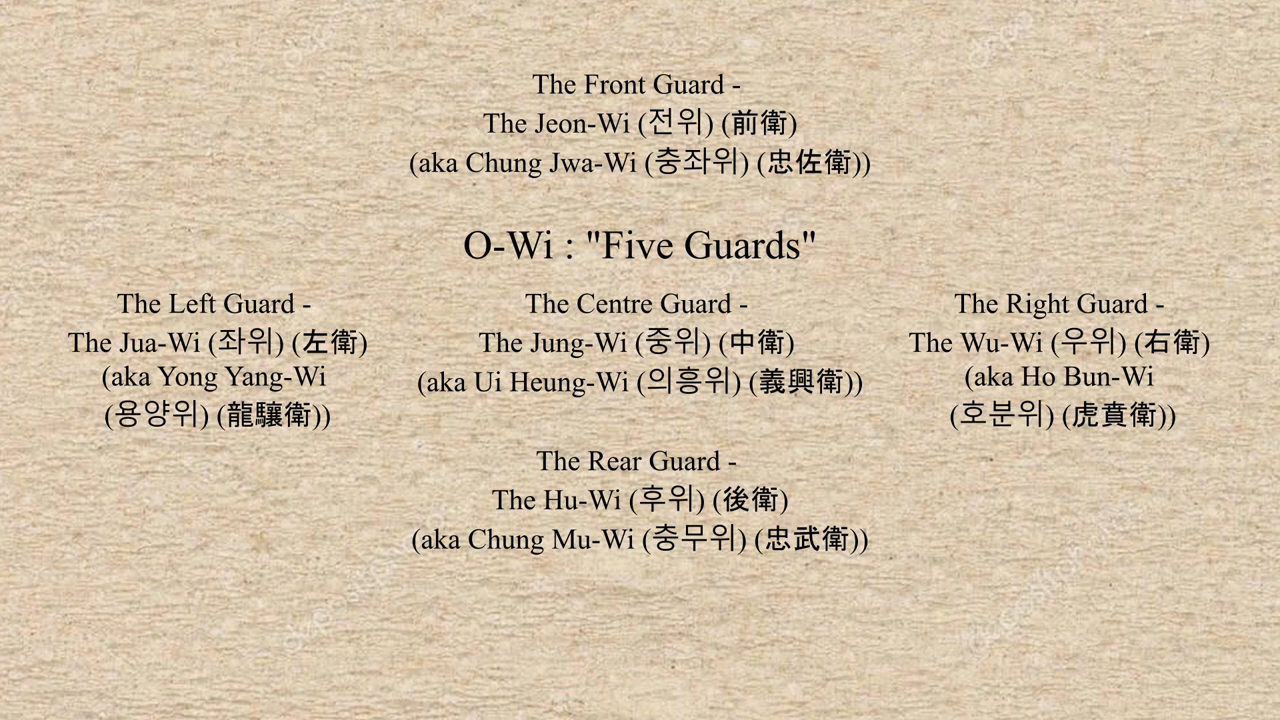 The Front Guard -
The Jeon-Wi (전위) (前衛)
(aka Chung Jwa-Wi (충좌위) (忠佐衛))
O-Wi : "Five Guards"
The Left Guard -
The Jua-Wi (좌위) (左衛)
(aka Yong Yang-Wi
(용양위) (龍驤衛))
The Centre Guard -
The Jung-Wi (중위) (中衛)
(aka Ui Heung-Wi (의흥위) (義興衛))
The Right Guard -
The Wu-Wi (우위) (右衛)
(aka Ho Bun-Wi
(호분위) (虎賁衛))
The Rear Guard -
The Hu-Wi (후위) (後衛)
(aka Chung Mu-Wi (충무위) (忠武衛))